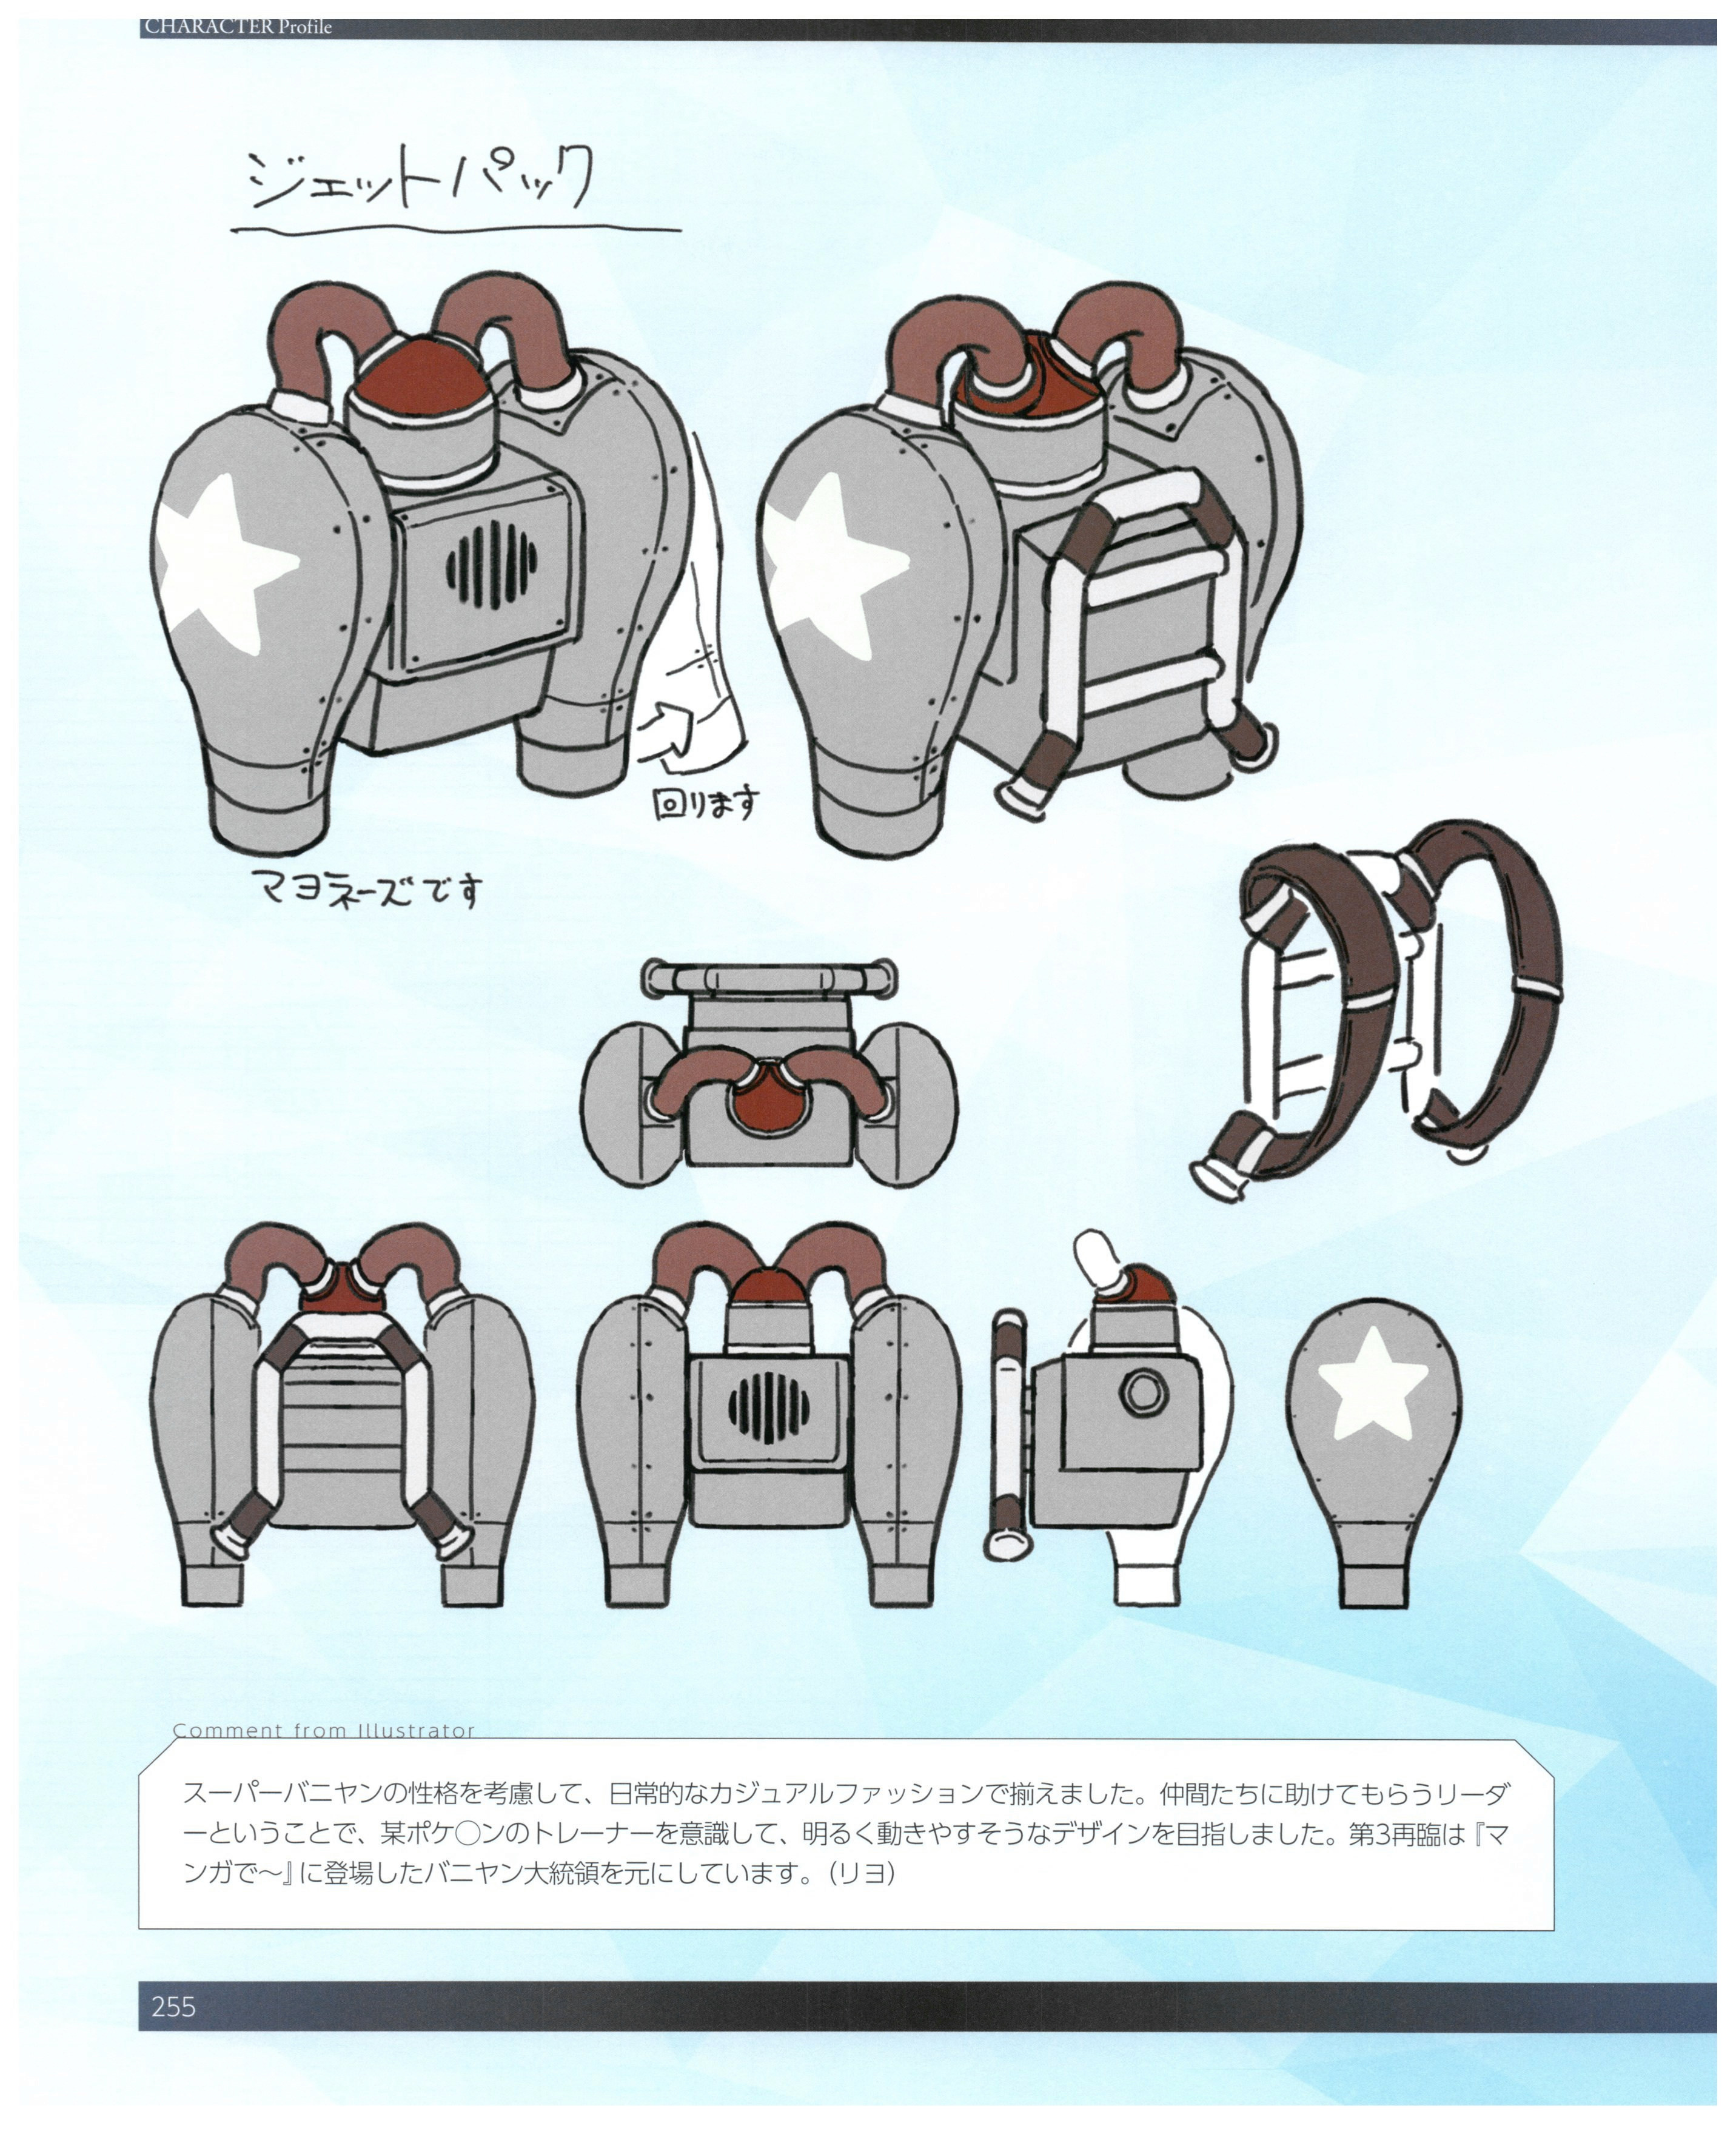 CHARACTER Profile
ジェットパック
回ります
マヨネーズです
Comment from Illustrator
スーパーバニヤンの性格を考慮して、日常的なカジュアルファッションで揃えました。仲間たちに助けてもらうリーダ
ーということで、某ポケ◯ンのトレーナーを意識して、明るく動きやすそうなデザインを目指しました。第3再臨は『マ
ンガで〜』に登場したバニヤン大統領を元にしています。（リヨ）
255